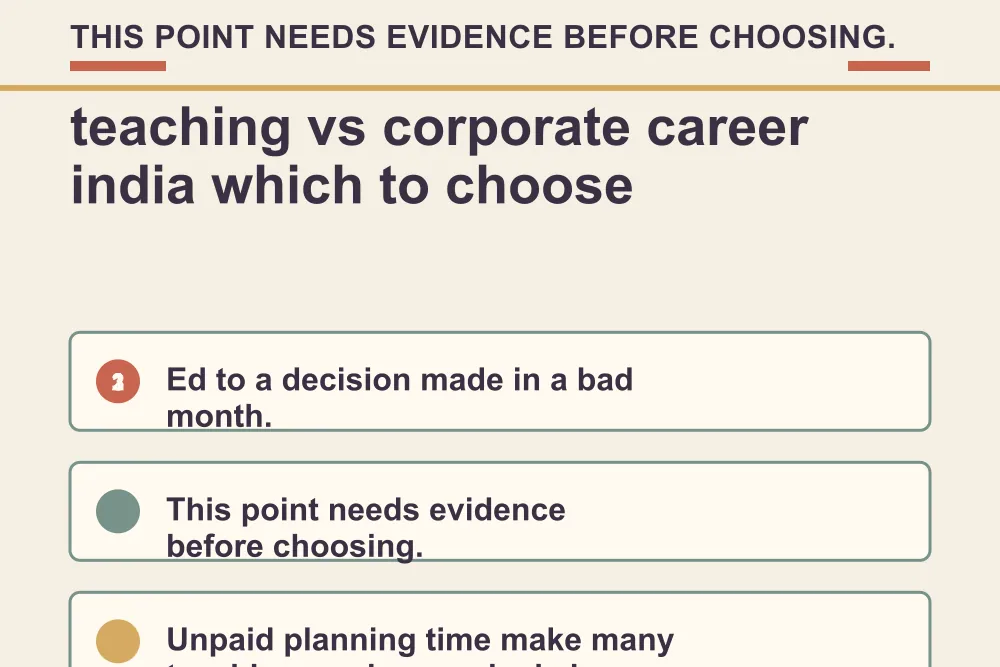 THIS POINT NEEDS EVIDENCE BEFORE CHOOSING.
teaching vs corporate career
india which to choose
Ed to a decision made in a bad
month.
This point needs evidence
before choosing.
Unpaid planning time make many